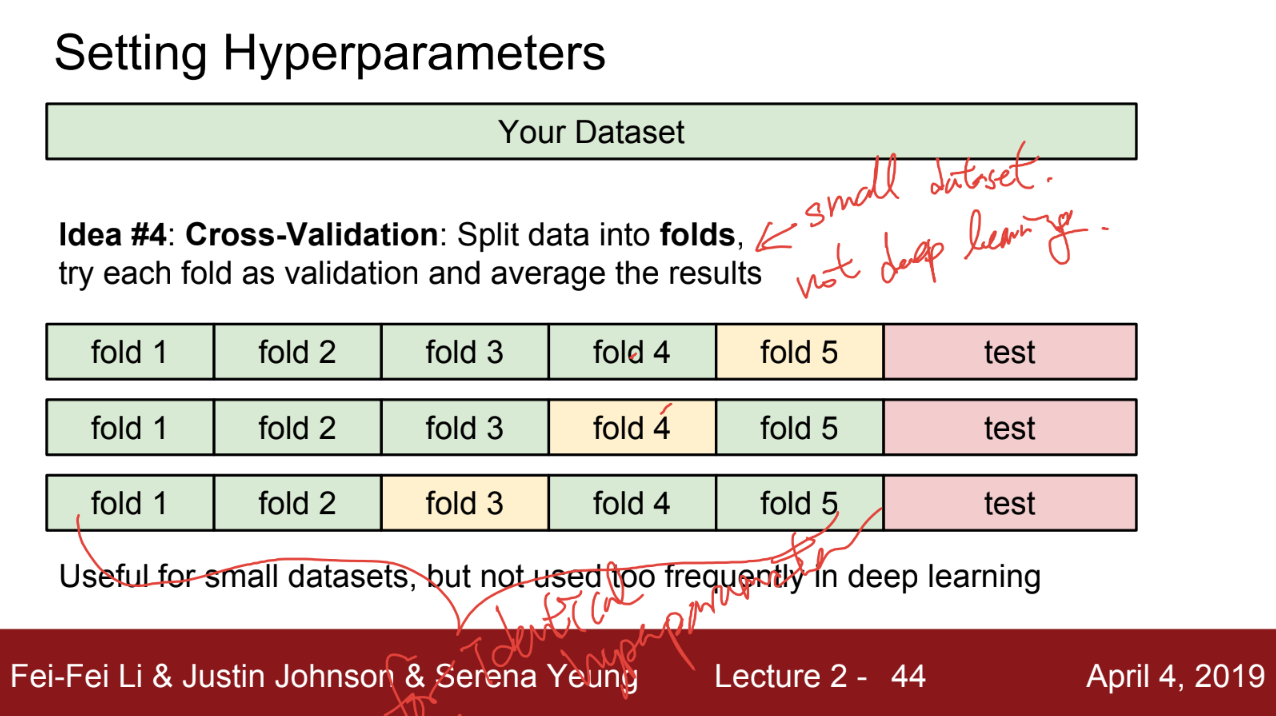 Setting Hyperparameters
Your Dataset
small dataset.
Idea #4: Cross-Validation: Split data into folds,
not deep learning.
try each fold as validation and average the results
fold 1 fold 2 fold 3 fold 4 fold 5 test
fold 1 fold 2 fold 3 fold 4 fold 5 test
fold 1 fold 2 fold 3 fold 4 fold 5 test
Useful for small datasets, but not used too frequently in deep learning
for Identical
hyperparameter
Fei-Fei Li & Justin Johnson & Serena Yeung Lecture 2 - 44 April 4, 2019